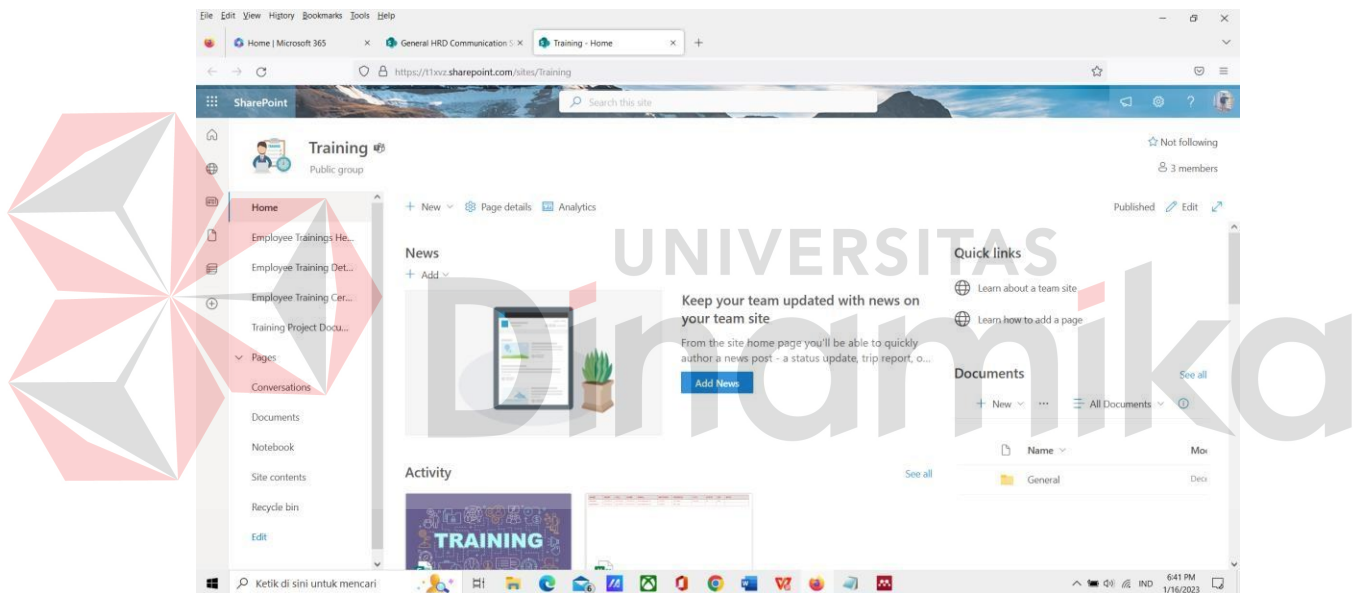 File Edit View History Bookmarks Tools Help
Home | Microsoft 365
General HRD Communication S
Training - Home
https://t1xvz.sharepoint.com/sites/Training
SharePoint
Search this site
Training
Public group
Not following
3 members
Home
Employee Trainings He...
Employee Training Det...
Employee Training Cer...
Training Project Docu...
Pages
Conversations
Documents
Notebook
Site contents
Recycle bin
Edit
+ New
Page details
Analytics
Published
Edit
News
+ Add
Keep your team updated with news on
your team site
From the site home page you'll be able to quickly
author a news post - a status update, trip report, o...
Add News
Activity
See all
TRAINING
Quick links
Learn about a team site
Learn how to add a page
Documents
See all
+ New
... All Documents
Name
General
UNIVERSITAS
Dinamika
Ketik di sini untuk mencari
IND
6:41 PM
1/16/2023